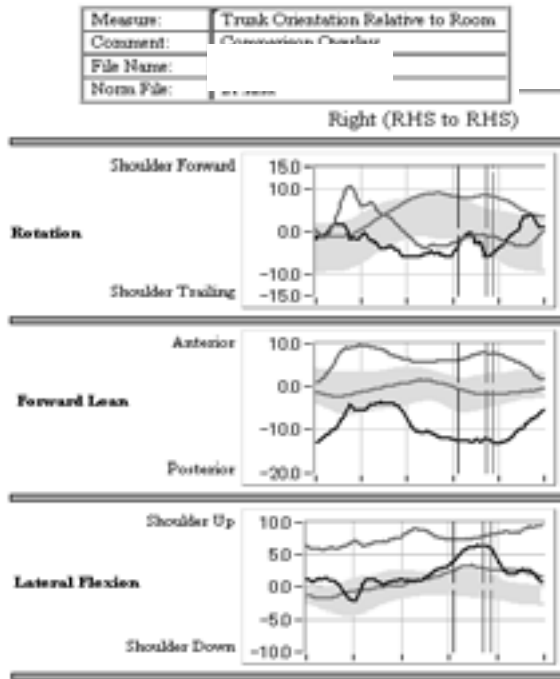 Measure: Trunk Orientation Relative to Room
Comment: Comparison Overlays
File Name:
Norm File:
Right (RHS to RHS)
Shoulder Forward
15.0
10.0
Rotation
0.0
-10.0
Shoulder Trailing
-15.0
Anterior
10.0
0.0
Forward Lean
-10.0
Posterior
-20.0
Shoulder Up
10.0
5.0
Lateral Flexion
0.0
-5.0
Shoulder Down
-10.0